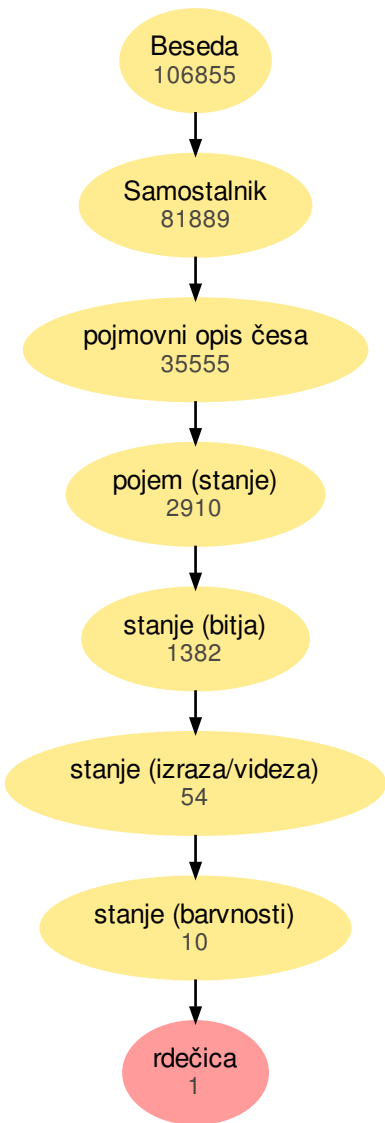 Beseda
106855
Samostalnik
81889
pojmovni opis česa
35555
pojem (stanje)
2910
stanje (bitja)
1382
stanje (izraza/videza)
54
stanje (barvnosti)
10
rdečica
1